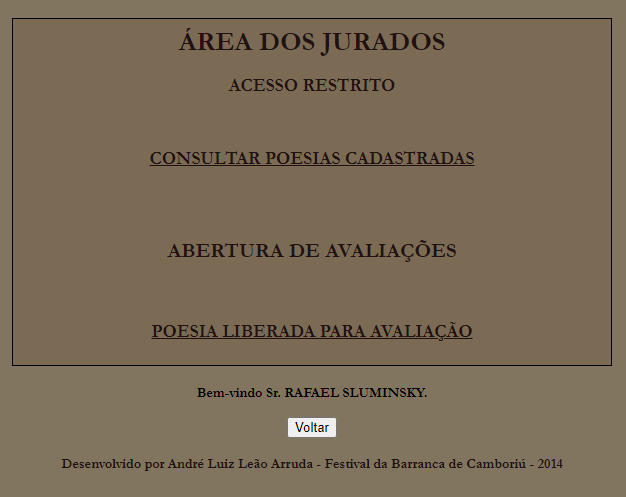 ÁREA DOS JURADOS
ACESSO RESTRITO
CONSULTAR POESIAS CADASTRADAS
ABERTURA DE AVALIAÇÕES
POESIA LIBERADA PARA AVALIAÇÃO
Bem-vindo Sr. RAFAEL SLUMINSKY.
Voltar
Desenvolvido por André Luiz Leão Arruda - Festival da Barranca de Camboriú - 2014